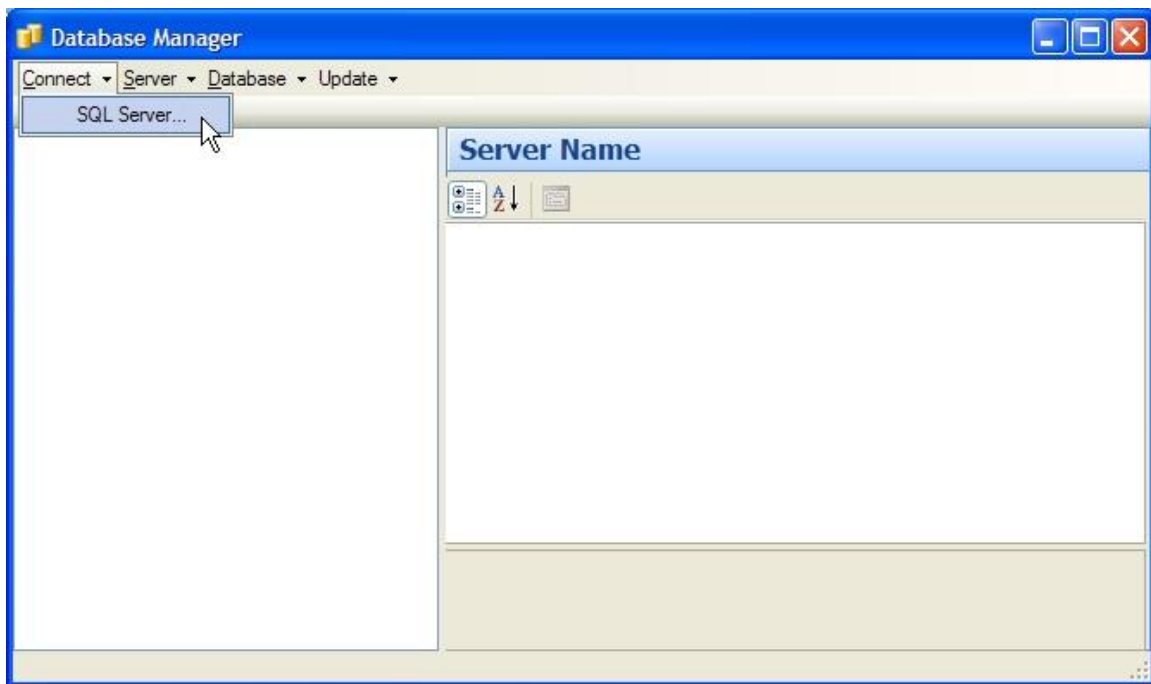 Database Manager
Connect Server Database Update
SQL Server...
Server Name
A
Z